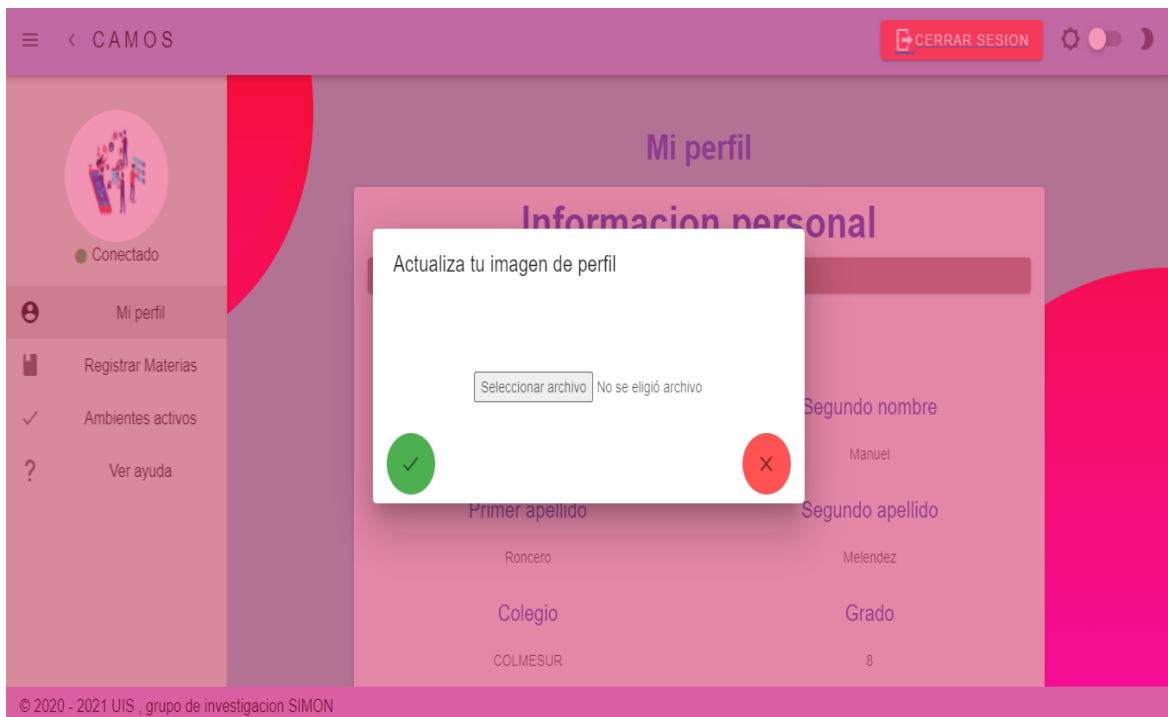 CAMOS
CERRAR SESION
Mi perfil
Informacion personal
Conectado
Mi perfil
Registrar Materias
Ambientes activos
Ver ayuda
Actualiza tu imagen de perfil
Seleccionar archivo No se eligió archivo
Segundo nombre
Manuel
Primer apellido Segundo apellido
Roncero Melendez
Colegio Grado
COLMESUR 8
© 2020 - 2021 UIS , grupo de investigacion SIMON